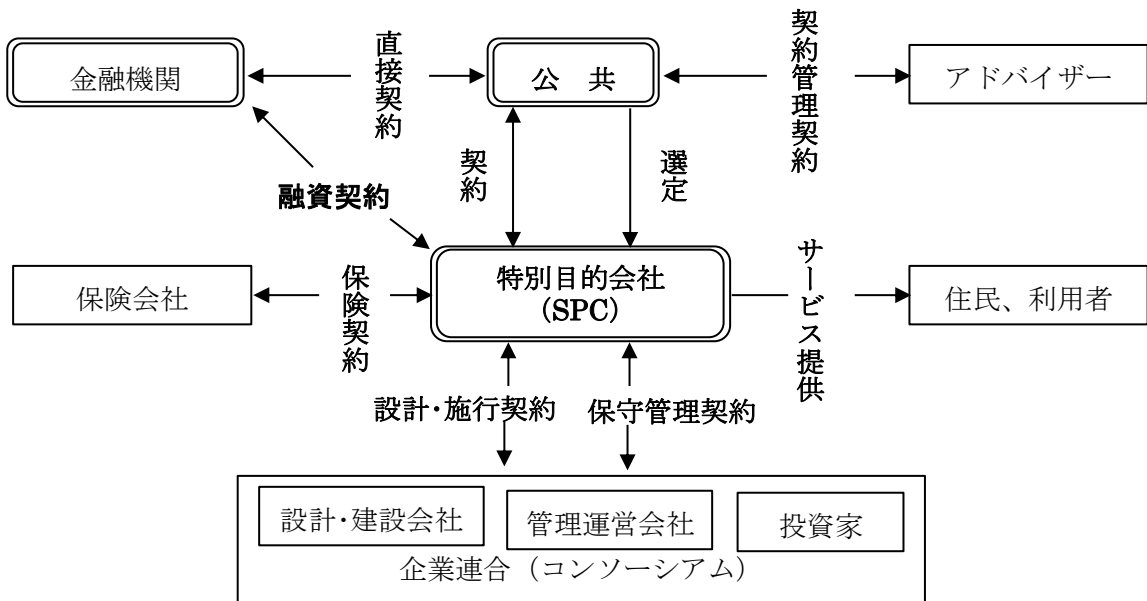 金融機関
直接契約
公　共
契約管理契約
アドバイザー
融資契約
契約
選定
保険会社
保険契約
特別目的会社
(SPC)
サービス提供
住民、利用者
設計･施行契約
保守管理契約
設計･建設会社
管理運営会社
投資家
企業連合（コンソーシアム）